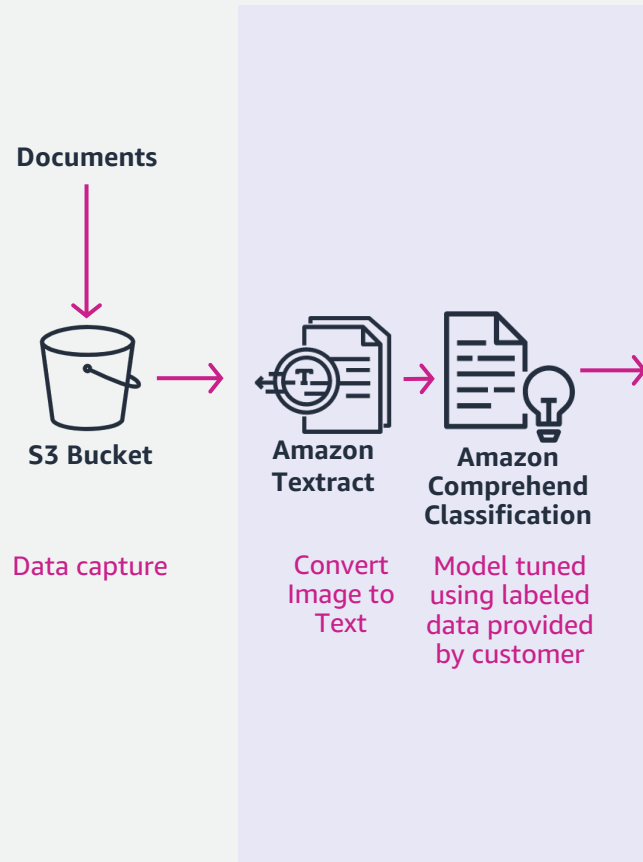 Documents
S3 Bucket
Data capture
T
Amazon
Textract
Convert
Image to
Text
Amazon
Comprehend
Classification
Model tuned
using labeled
data provided
by customer